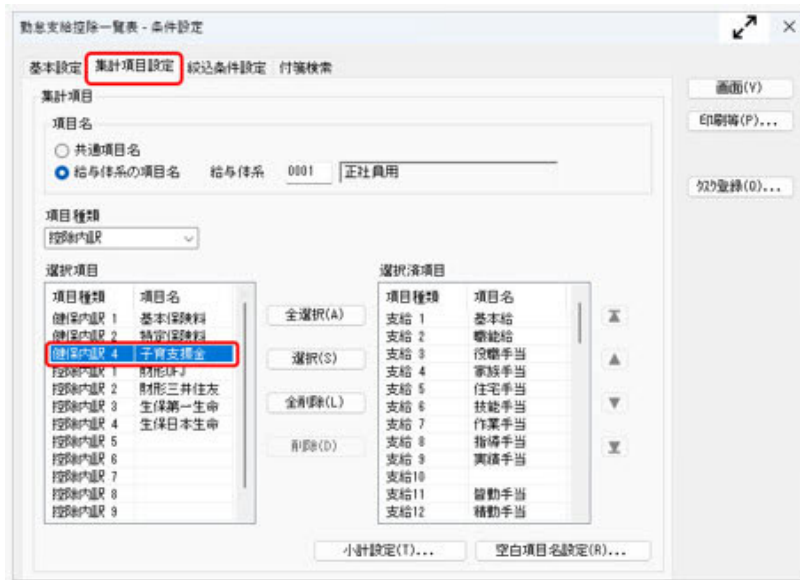 勤怠支給控除一覧表 - 条件設定
基本設定 集計項目設定 絞込条件設定 付箋検索
画面(V)
集計項目
印刷等(P)...
項目名
共通項目名
給与体系の項目名 給与体系 0001 正社員用
ﾀｽｸ登録(O)...
項目種類
控除内訳
選択項目
選択済項目
項目種類 項目名
健保内訳 1 基本保険料
健保内訳 2 特定保険料
健保内訳 4 子育支援金
控除内訳 1 財形UFJ
控除内訳 2 財形三井住友
控除内訳 3 生保第一生命
控除内訳 4 生保日本生命
控除内訳 5
控除内訳 6
控除内訳 7
控除内訳 8
控除内訳 9
全選択(A)
選択(S)
全削除(L)
削除(D)
項目種類 項目名
支給 1 基本給
支給 2 職能給
支給 3 役職手当
支給 4 家族手当
支給 5 住宅手当
支給 6 技能手当
支給 7 作業手当
支給 8 指導手当
支給 9 実績手当
支給10
支給11 皆勤手当
支給12 精勤手当
小計設定(T)... 空白項目名設定(R)...